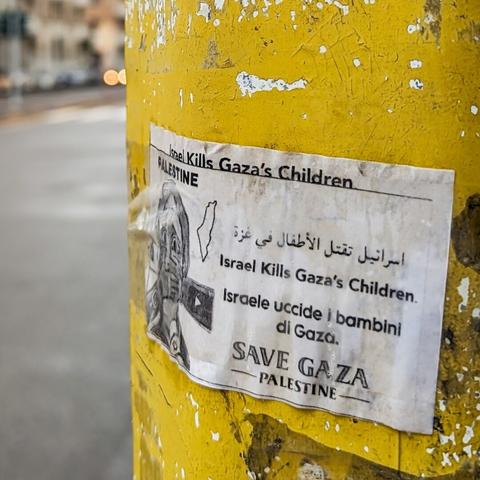 Israel Kills Gaza's Children
PALESTINE
اسرائيل تقتل الأطفال في غزة
Israel Kills Gaza's Children.
Israele uccide i bambini
di Gaza.
SAVE GAZA
PALESTINE